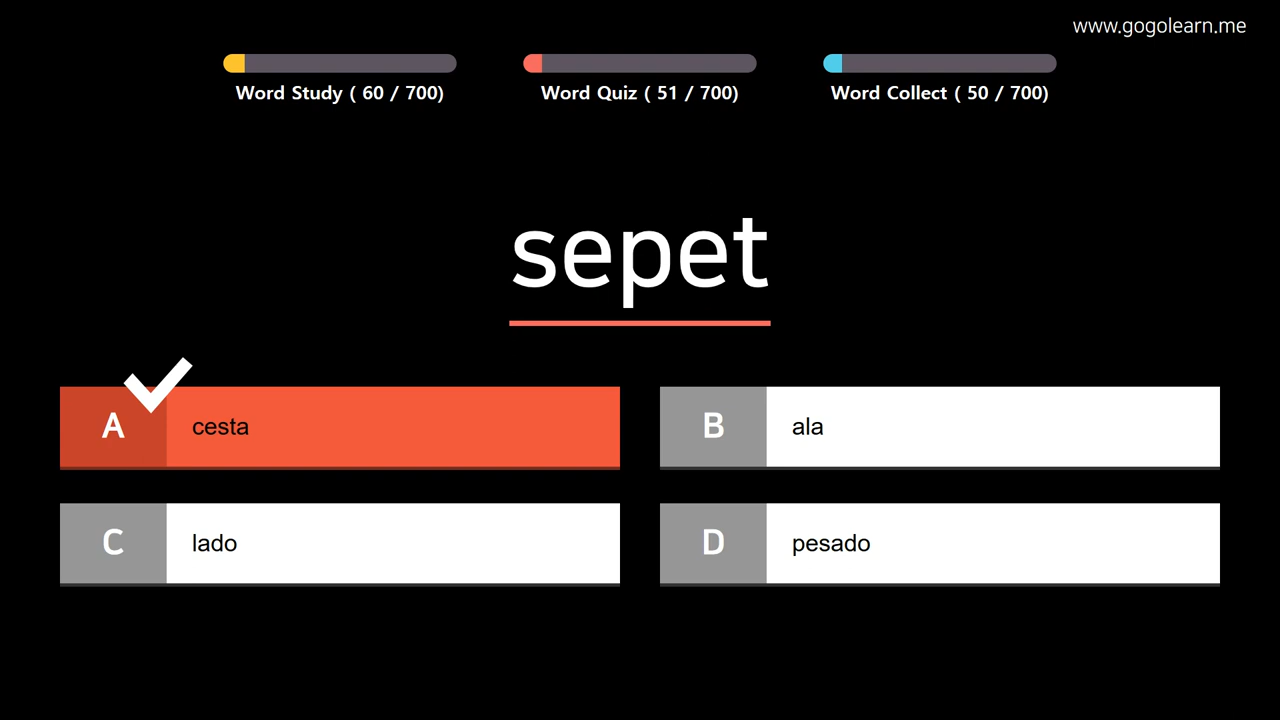 www.gogolearn.me
Word Study ( 60 / 700)
Word Quiz ( 51 / 700)
Word Collect ( 50 / 700)
sepet
A cesta
B ala
C lado
D pesado